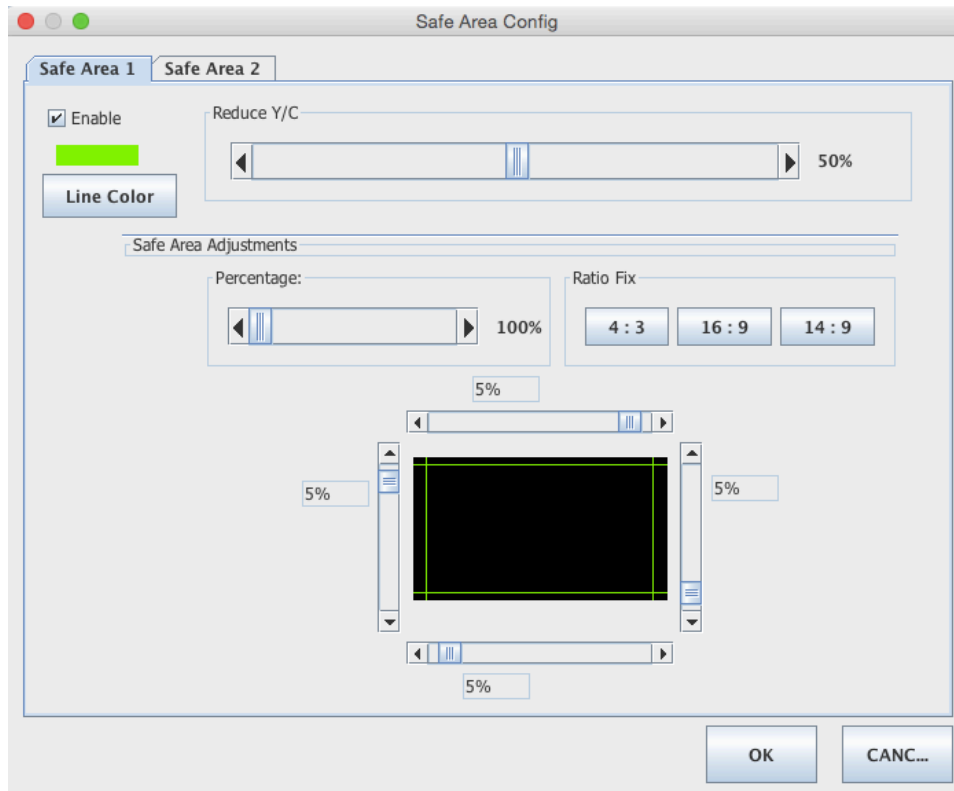 Safe Area Config
Safe Area 1
Safe Area 2
Enable
Reduce Y/C
50%
Line Color
Safe Area Adjustments
Percentage:
100%
Ratio Fix
4 : 3
16 : 9
14 : 9
5%
5%
5%
5%
OK
CANC...